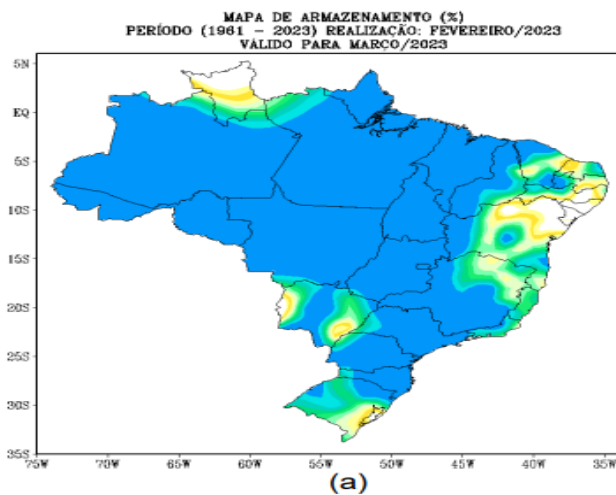 MAPA DE ARMAZENAMENTO (%)
PERÍODO (1961 – 2023) REALIZAÇÃO: FEVEREIRO/2023
VÁLIDO PARA MARÇO/2023
5N
EQ
5S
10S
15S
20S
25S
30S
35S
75W 70W 65W 60W 55W 50W 45W 40W 35W
(a)